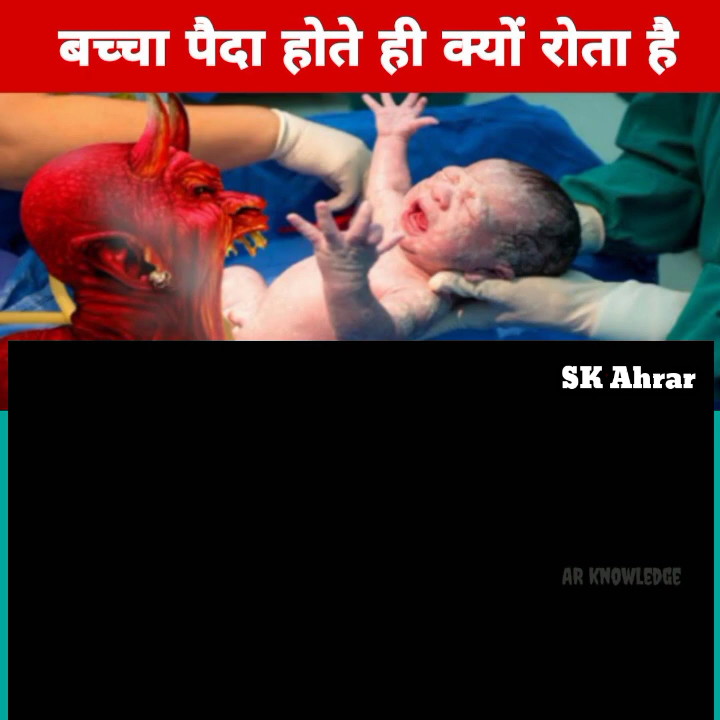 बच्चा पैदा होते ही क्यों रोता है
SK Ahrar
AR KNOWLEDGE